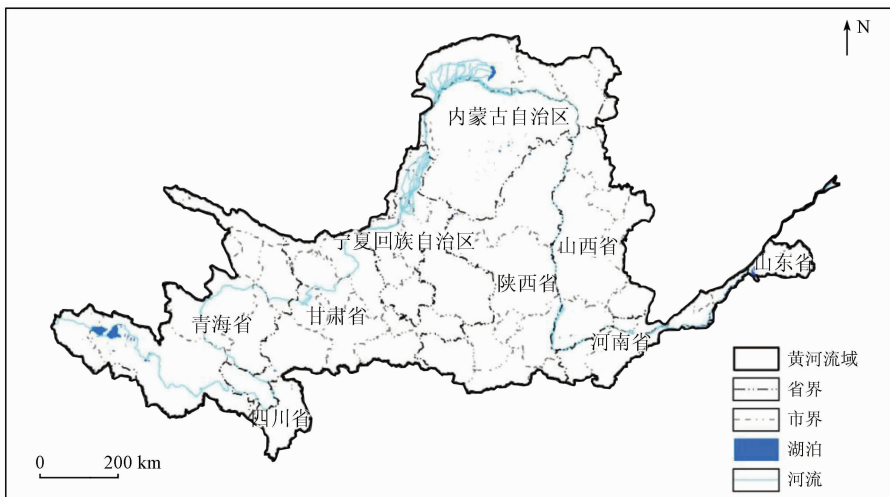 N
内蒙古自治区
宁夏回族自治区
山西省
陕西省
山东省
青海省
甘肃省
河南省
四川省
黄河流域
省界
市界
湖泊
河流
0 200 km